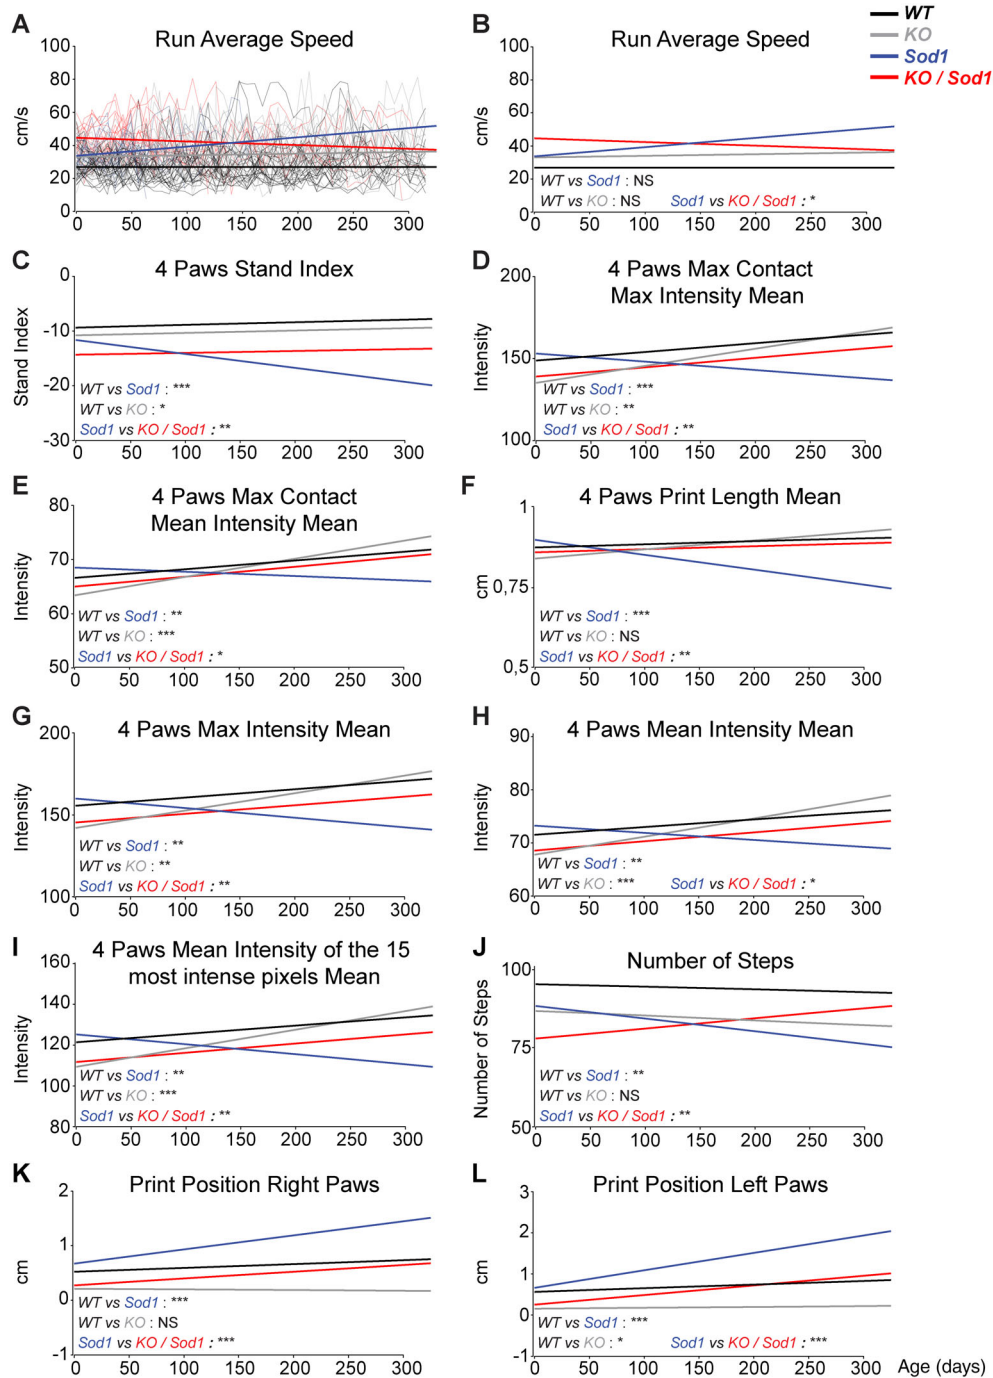 WT
KO
Sod1
KO / Sod1
A
Run Average Speed
cm/s
100
80
60
40
20
0
0 50 100 150 200 250 300
B
Run Average Speed
cm/s
100
80
60
40
20
0
WT vs Sod1 : NS
WT vs KO : NS Sod1 vs KO / Sod1 : *
0 50 100 150 200 250 300
C
4 Paws Stand Index
Stand Index
0
-10
-20
-30
WT vs Sod1 : ***
WT vs KO : *
Sod1 vs KO / Sod1 : **
0 50 100 150 200 250 300
D
4 Paws Max Contact
Max Intensity Mean
Intensity
200
150
100
WT vs Sod1 : ***
WT vs KO : **
Sod1 vs KO / Sod1 : **
0 50 100 150 200 250 300
E
4 Paws Max Contact
Mean Intensity Mean
Intensity
80
70
60
50
WT vs Sod1 : **
WT vs KO : ***
Sod1 vs KO / Sod1 : *
0 50 100 150 200 250 300
F
4 Paws Print Length Mean
cm
1
0,75
0,5
WT vs Sod1 : ***
WT vs KO : NS
Sod1 vs KO / Sod1 : **
0 50 100 150 200 250 300
G
4 Paws Max Intensity Mean
Intensity
200
150
100
WT vs Sod1 : **
WT vs KO : **
Sod1 vs KO / Sod1 : **
0 50 100 150 200 250 300
H
4 Paws Mean Intensity Mean
Intensity
90
80
70
60
WT vs Sod1 : **
WT vs KO : *** Sod1 vs KO / Sod1 : *
0 50 100 150 200 250 300
I
4 Paws Mean Intensity of the 15
most intense pixels Mean
Intensity
160
140
120
100
80
WT vs Sod1 : **
WT vs KO : ***
Sod1 vs KO / Sod1 : **
0 50 100 150 200 250 300
J
Number of Steps
Number of Steps
100
75
50
WT vs Sod1 : **
WT vs KO : NS
Sod1 vs KO / Sod1 : **
0 50 100 150 200 250 300
K
Print Position Right Paws
cm
2
1
0
-1
WT vs Sod1 : ***
WT vs KO : NS
Sod1 vs KO / Sod1 : ***
0 50 100 150 200 250 300
L
Print Position Left Paws
cm
3
2
1
0
-1
WT vs Sod1 : ***
WT vs KO : * Sod1 vs KO / Sod1 : ***
0 50 100 150 200 250 300
Age (days)